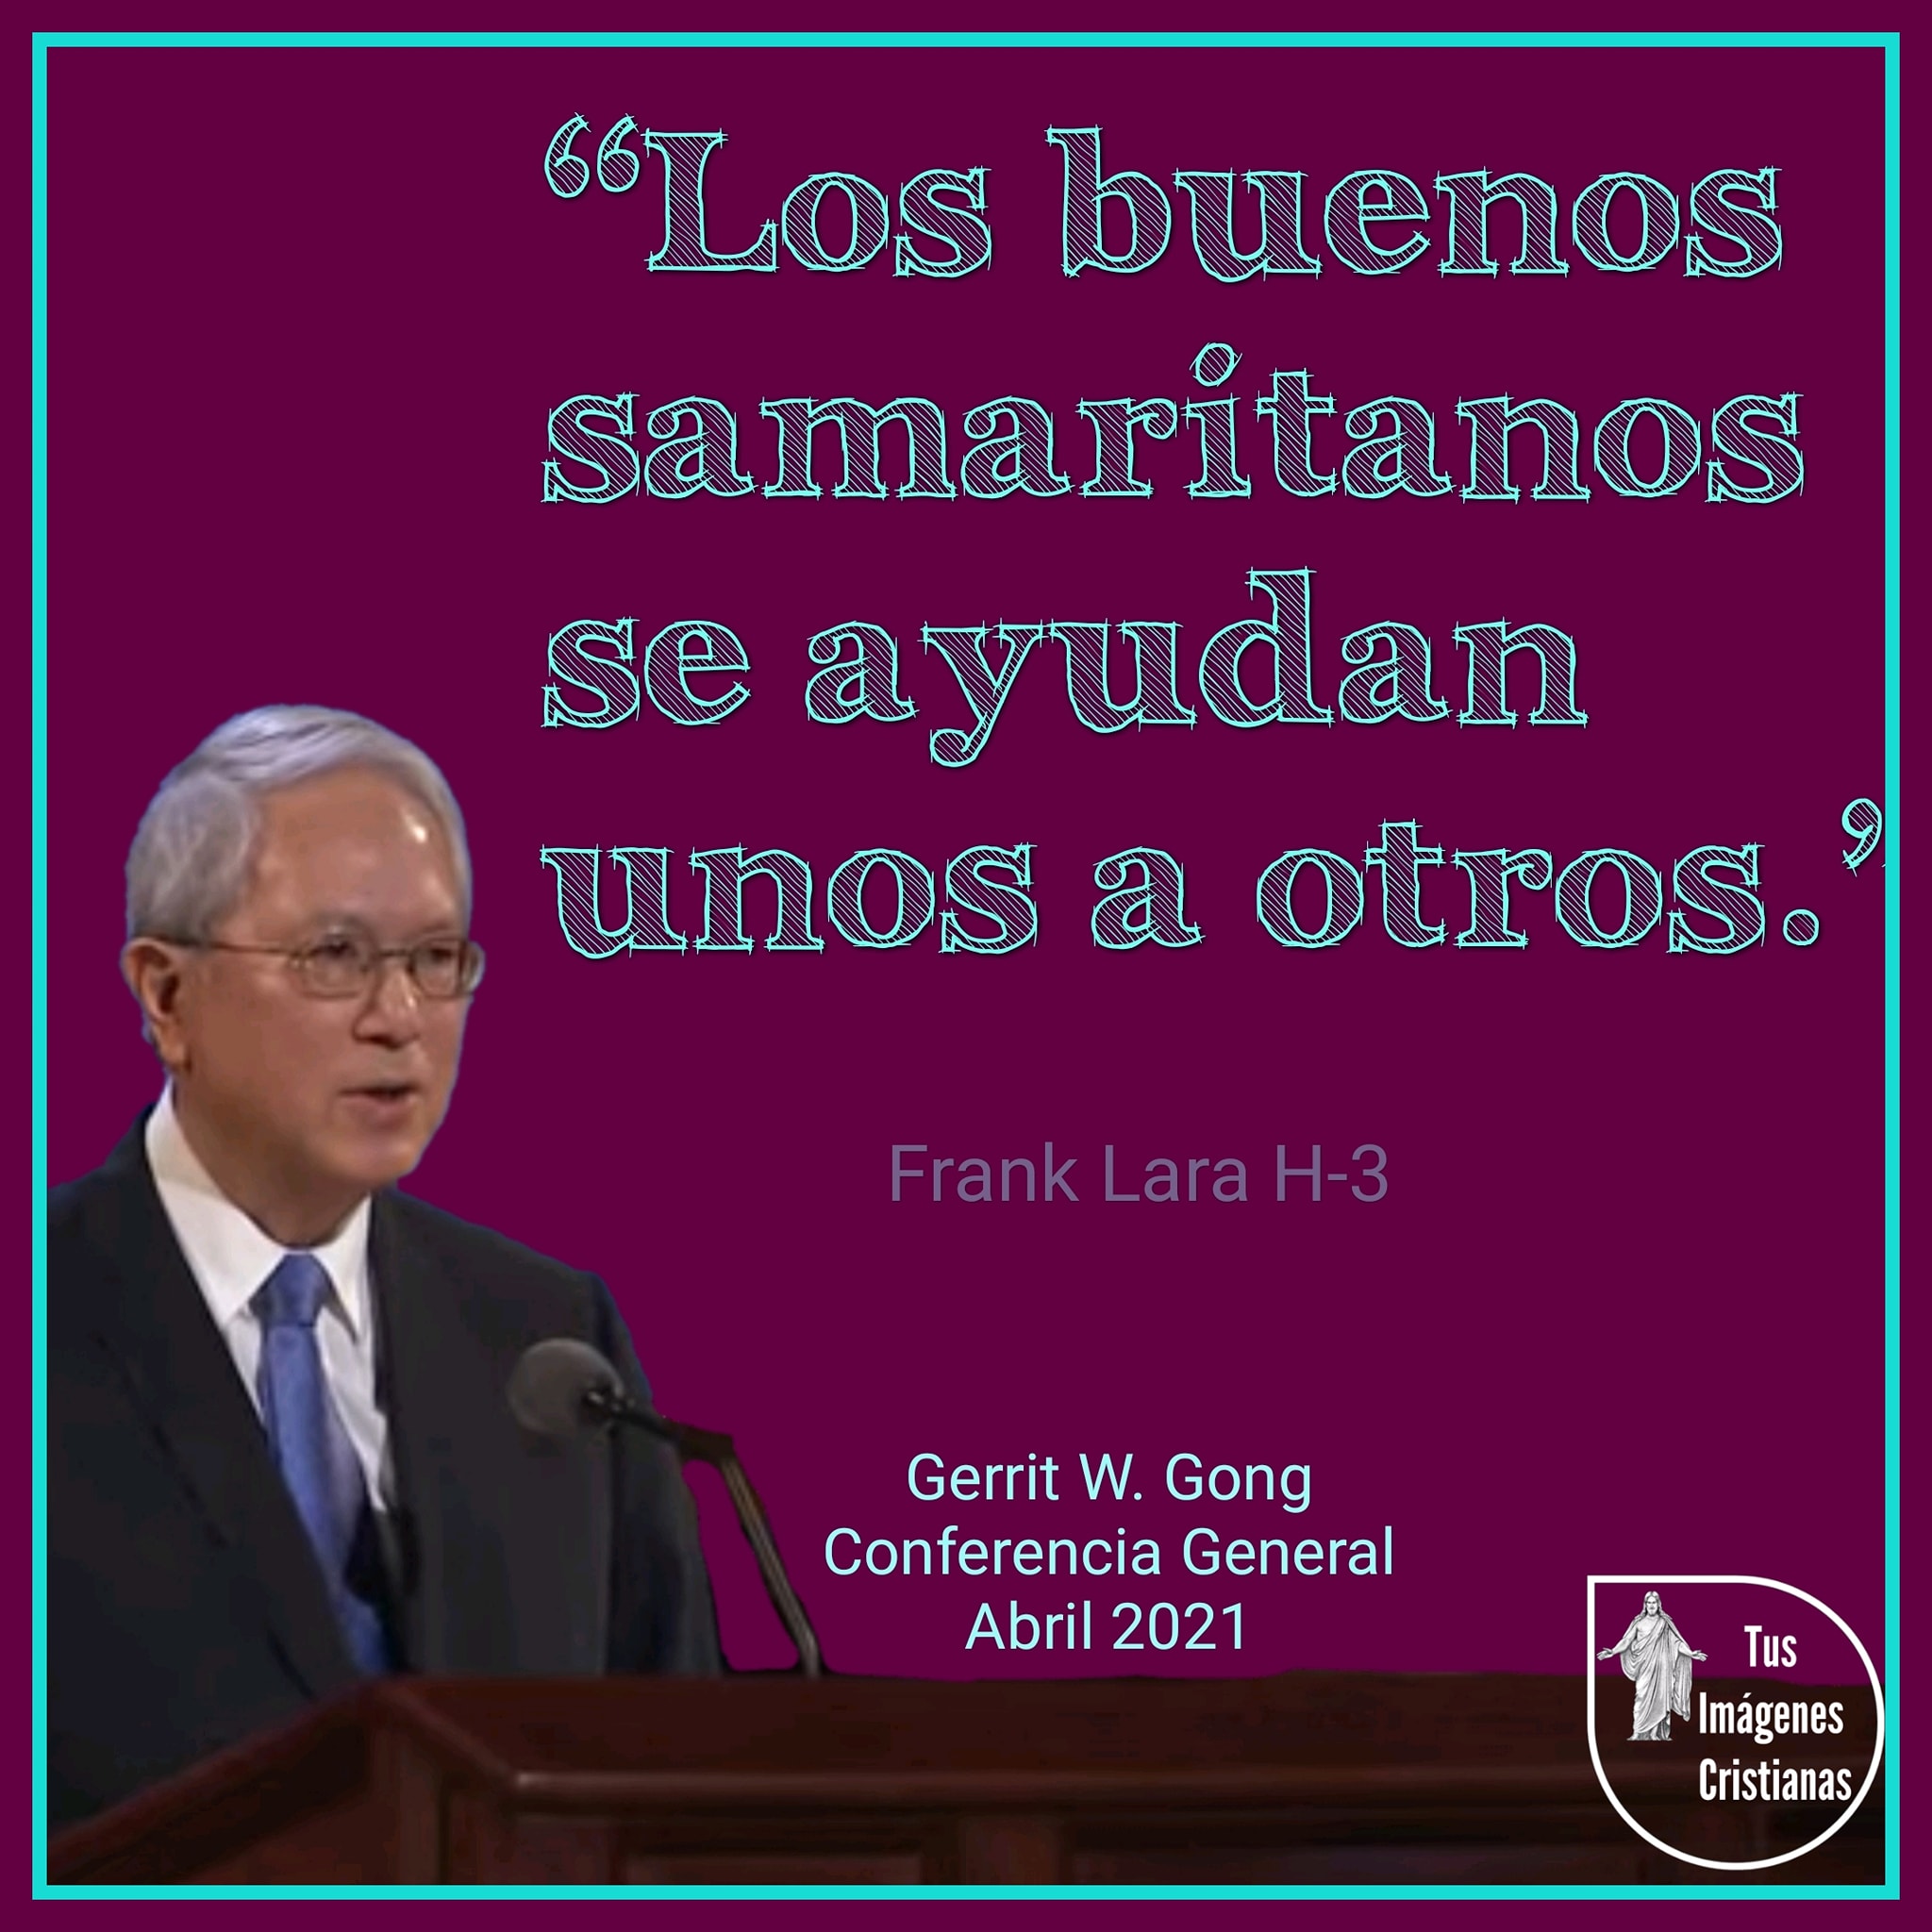 “Los buenos
samaritanos
se ayudan
unos a otros.”
Frank Lara H-3
Gerrit W. Gong
Conferencia General
Abril 2021
Tus
Imágenes
Cristianas